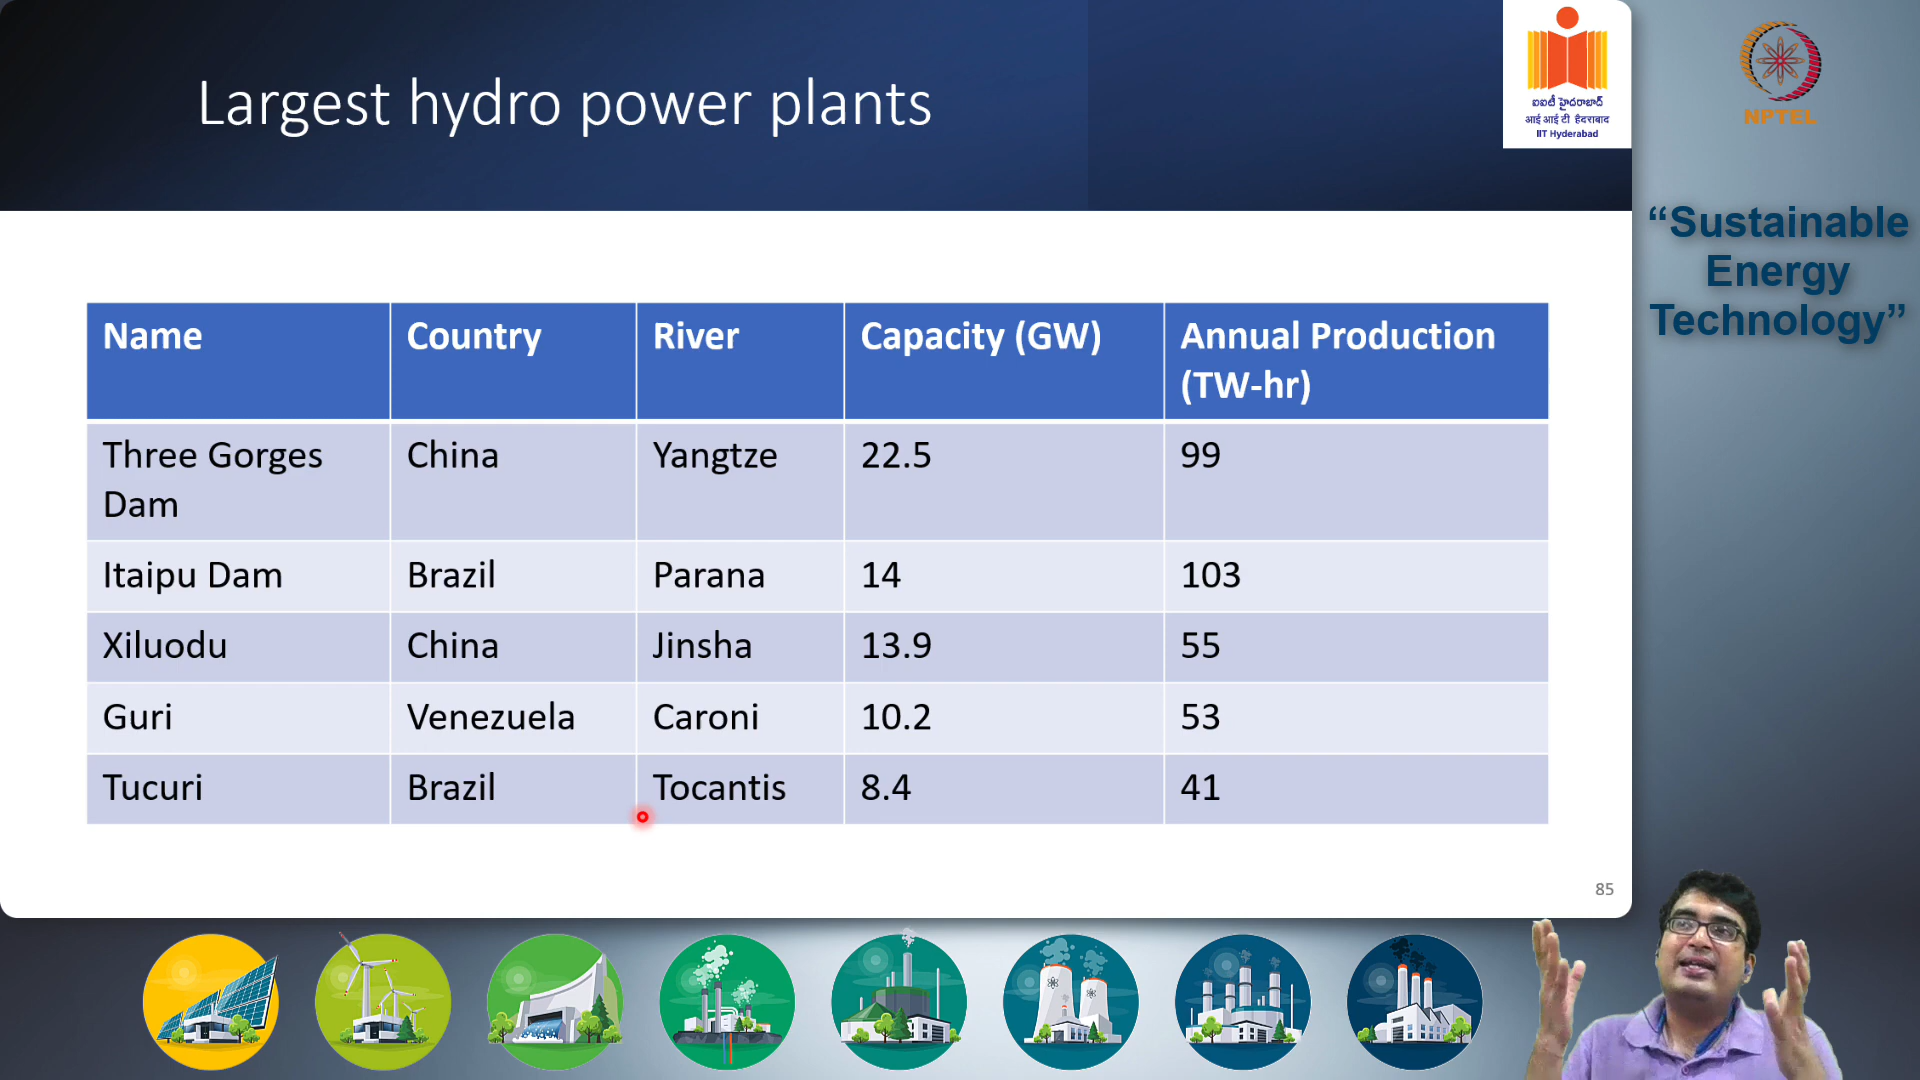 Largest hydro power plants
ఐఐటీ హైదరాబాద్
आई आई टी हैदराबाद
IIT Hyderabad
NPTEL
“Sustainable
Energy
Technology”
Name Country River Capacity (GW) Annual Production
(TW-hr)
Three Gorges
Dam China Yangtze 22.5 99
Itaipu Dam Brazil Parana 14 103
Xiluodu China Jinsha 13.9 55
Guri Venezuela Caroni 10.2 53
Tucuri Brazil Tocantis 8.4 41
85